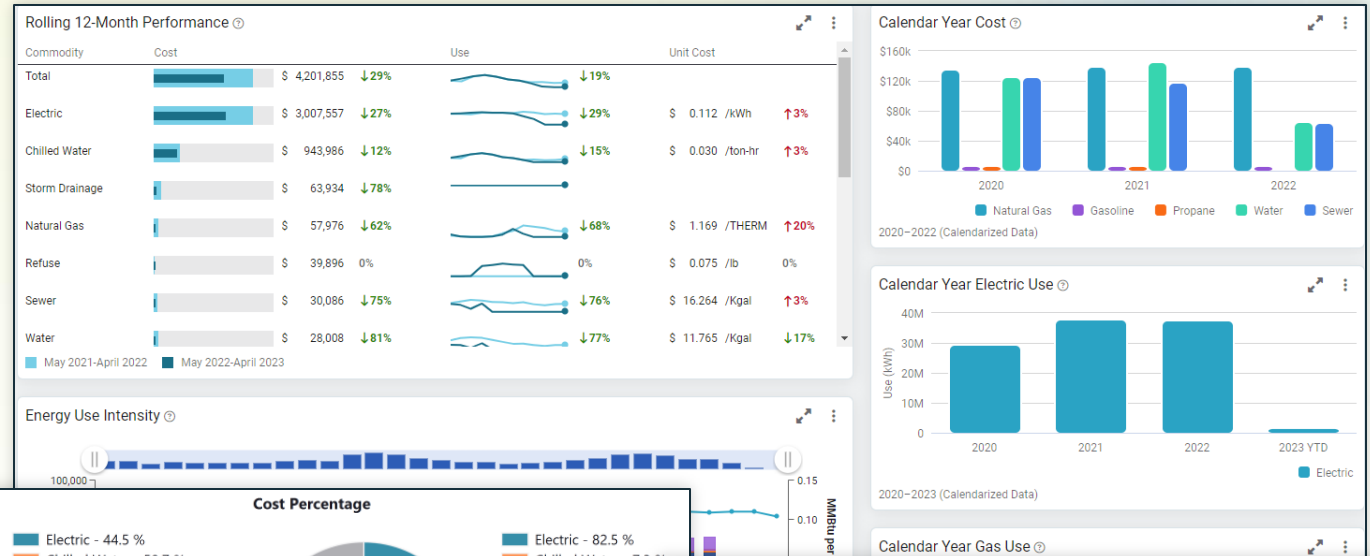 Rolling 12-Month Performance
Commodity Cost Use Unit Cost
Total $ 4,201,855 ↓29% ↓19%
Electric $ 3,007,557 ↓27% ↓29% $ 0.112 /kWh ↑3%
Chilled Water $ 943,986 ↓12% ↓15% $ 0.030 /ton-hr ↑3%
Storm Drainage $ 63,934 ↓78%
Natural Gas $ 57,976 ↓62% ↓68% $ 1.169 /THERM ↑20%
Refuse $ 39,896 0% 0% $ 0.075 /lb 0%
Sewer $ 30,086 ↓75% ↓76% $ 16.264 /Kgal ↑3%
Water $ 28,008 ↓81% ↓77% $ 11.765 /Kgal ↓17%
May 2021-April 2022 May 2022-April 2023
Calendar Year Cost
$160k
$120k
$80k
$40k
$0
2020 2021 2022
Natural Gas Gasoline Propane Water Sewer
2020–2022 (Calendarized Data)
Calendar Year Electric Use
40M
30M
20M
10M
0
Use (kWh)
2020 2021 2022 2023 YTD
Electric
2020–2023 (Calendarized Data)
Calendar Year Gas Use
Energy Use Intensity
100,000
0.15
0.10
MMBtu per
Cost Percentage
Electric - 44.5 %
Electric - 82.5 %